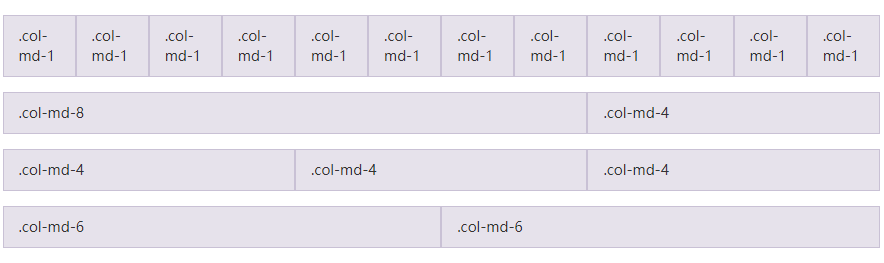 .col- .col- .col- .col- .col- .col- .col- .col- .col- .col- .col- .col-
md-1 md-1 md-1 md-1 md-1 md-1 md-1 md-1 md-1 md-1 md-1 md-1
.col-md-8 .col-md-4
.col-md-4 .col-md-4 .col-md-4
.col-md-6 .col-md-6